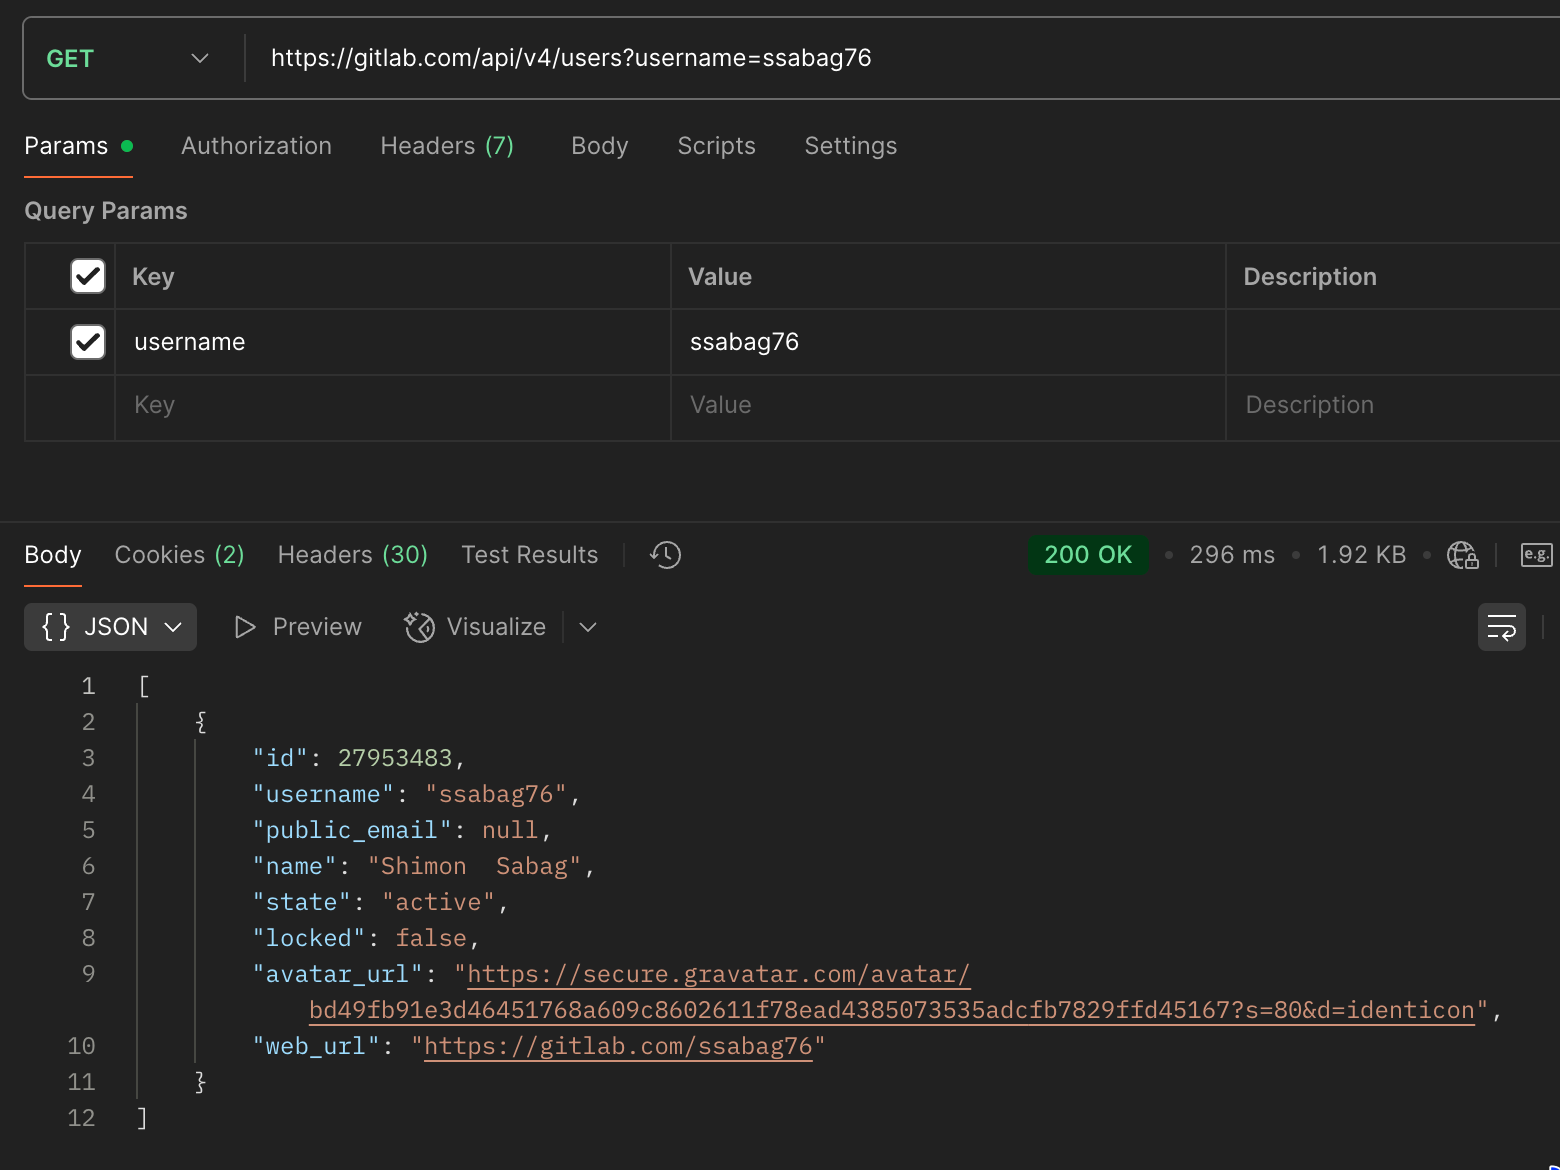 GET https://gitlab.com/api/v4/users?username=ssabag76
Params Authorization Headers (7) Body Scripts Settings
Query Params
Key Value Description
username ssabag76
Key Value Description
Body Cookies (2) Headers (30) Test Results 200 OK • 296 ms • 1.92 KB • e.g.
{} JSON Preview Visualize
1 [
2 {
3 "id": 27953483,
4 "username": "ssabag76",
5 "public_email": null,
6 "name": "Shimon  Sabag",
7 "state": "active",
8 "locked": false,
9 "avatar_url": "https://secure.gravatar.com/avatar/
bd49fb91e3d46451768a609c8602611f78ead4385073535adcfb7829ffd45167?s=80&d=identicon",
10 "web_url": "https://gitlab.com/ssabag76"
11 }
12 ]